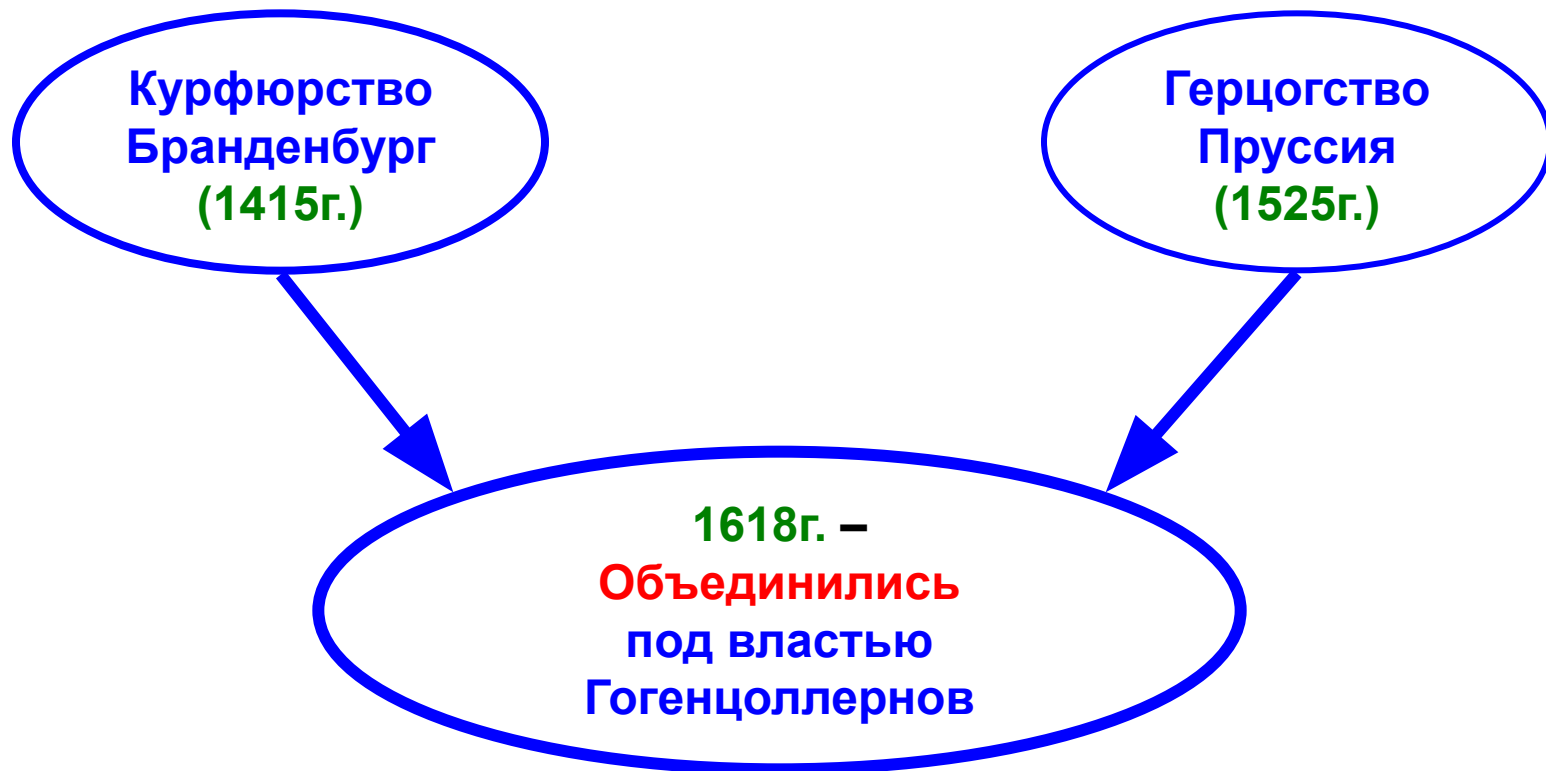 Курфюрство
Бранденбург
(1415г.)
Герцогство
Пруссия
(1525г.)
1618г. –
Объединились
под властью
Гогенцоллернов